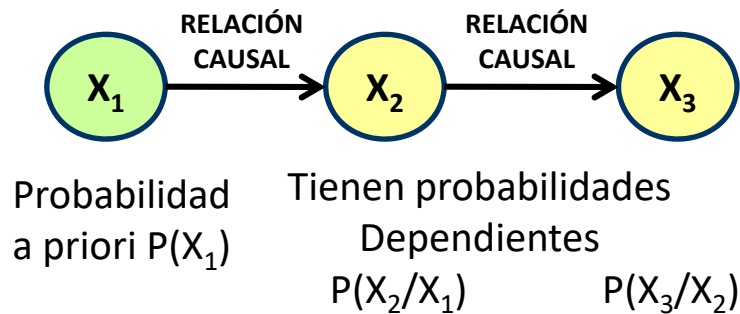 RELACIÓN
CAUSAL
RELACIÓN
CAUSAL
X₁
X₂
X₃
Probabilidad
a priori P(X₁)
Tienen probabilidades
Dependientes
P(X₂/X₁)
P(X₃/X₂)